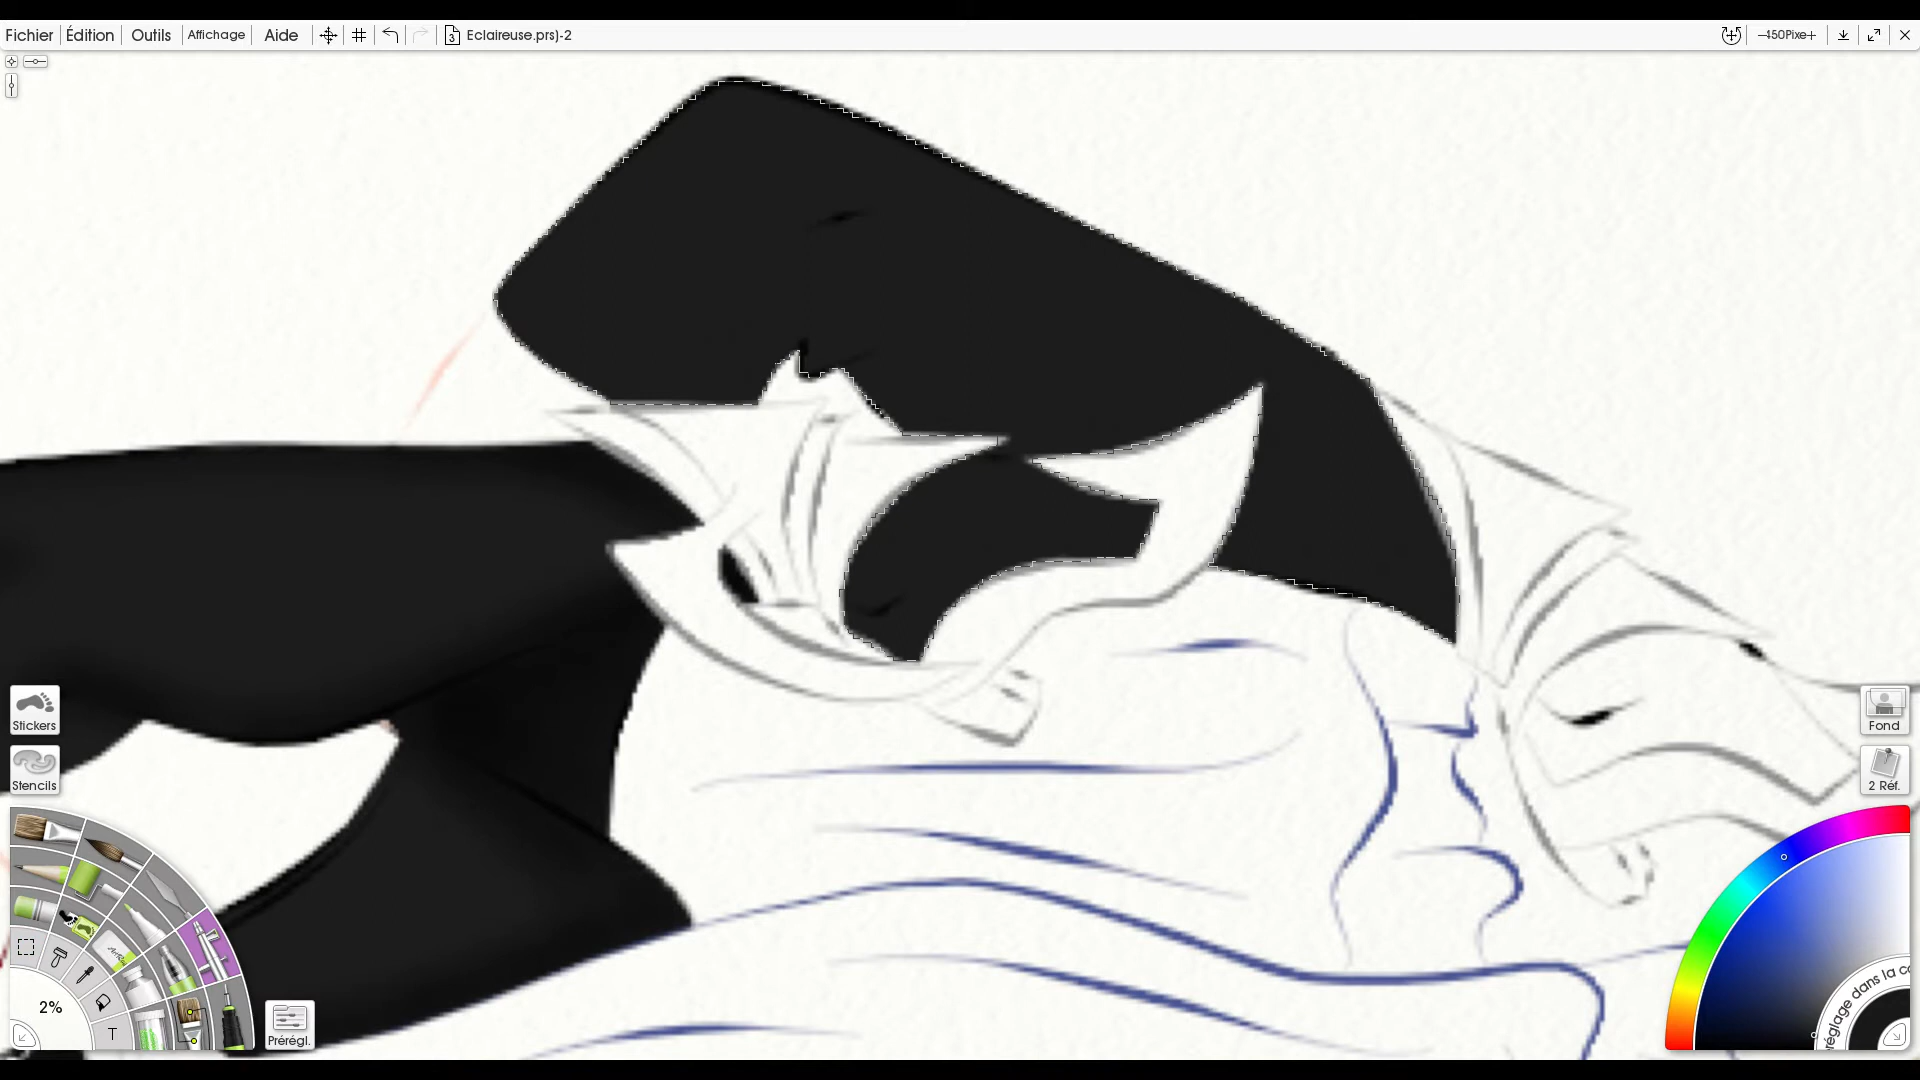 Fichier Édition Outils Affichage Aide Eclaireuse.prs)-2 450Pixe
Stickers
Stencils
Fond
2 Réf.
2%
T
Prérégl.
réglage dans la co